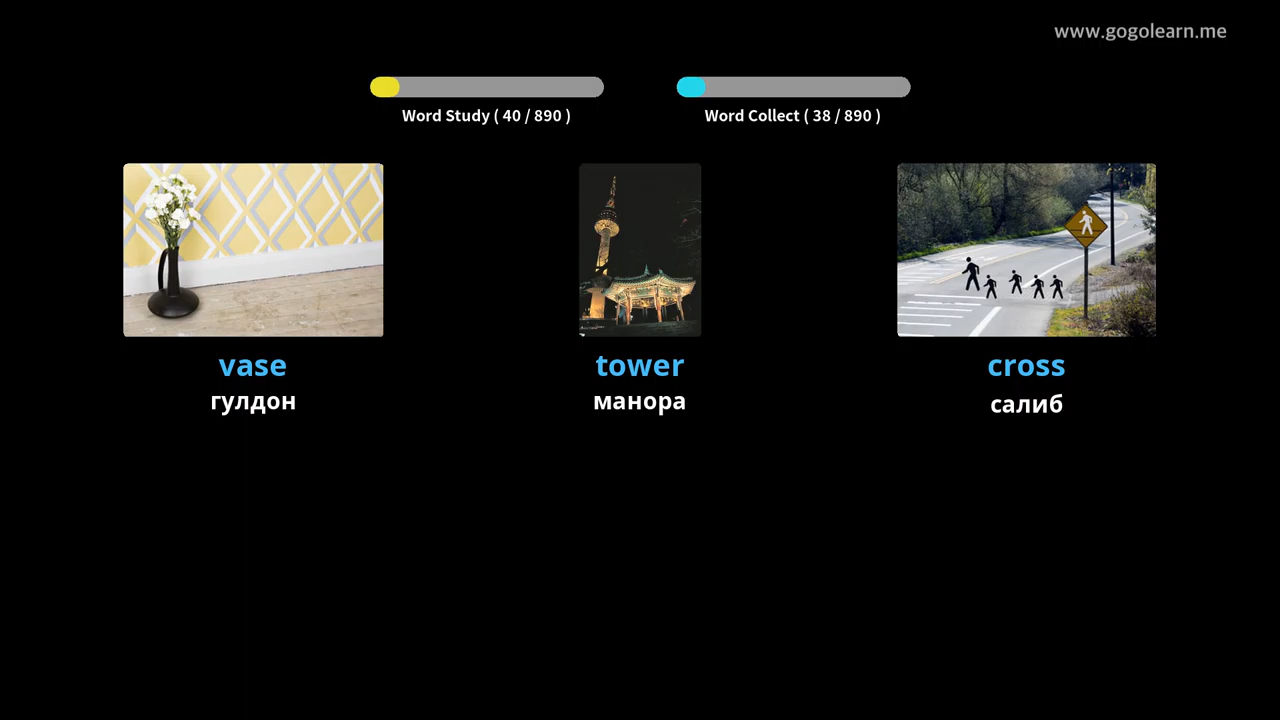 www.gogolearn.me
Word Study ( 40 / 890 )
Word Collect ( 38 / 890 )
vase
tower
cross
гулдон
манора
салиб